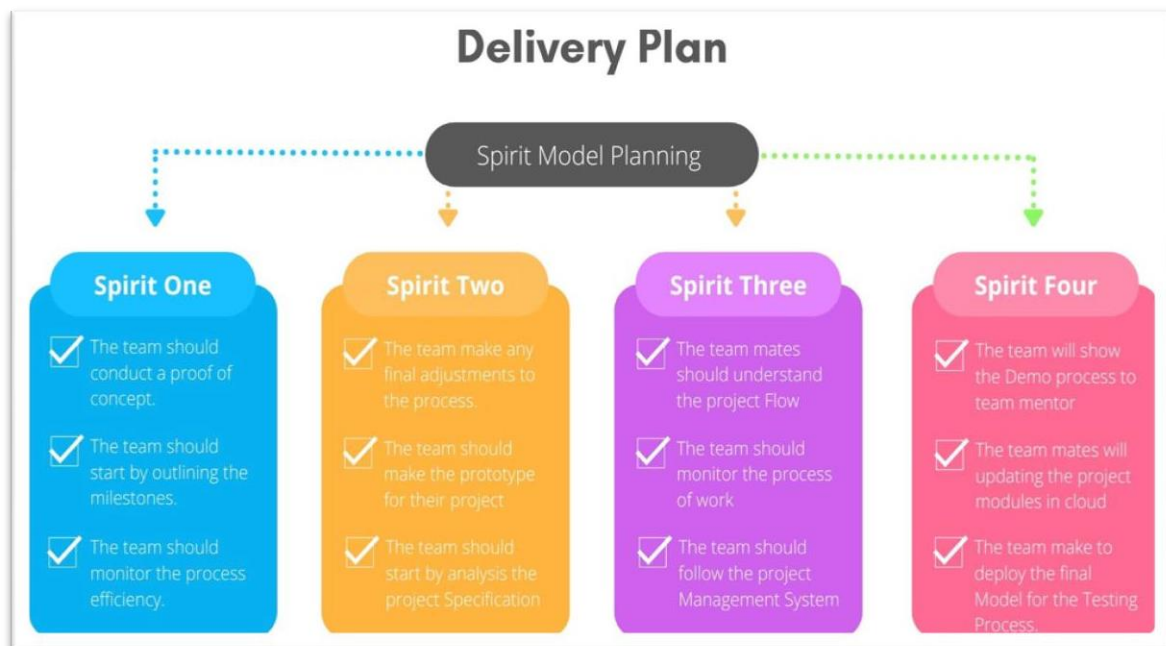 Delivery Plan
Spirit Model Planning
Spirit One
The team should
conduct a proof of
concept.
The team should
start by outlining the
milestones.
The team should
monitor the process
efficiency.
Spirit Two
The team make any
final adjustments to
the process.
The team should
make the prototype
for their project
The team should
start by analysis the
project Specification
Spirit Three
The team mates
should understand
the project Flow
The team should
monitor the process
of work
The team should
follow the project
Management System
Spirit Four
The team will show
the Demo process to
team mentor
The team mates will
updating the project
modules in cloud
The team make to
deploy the final
Model for the Testing
Process.